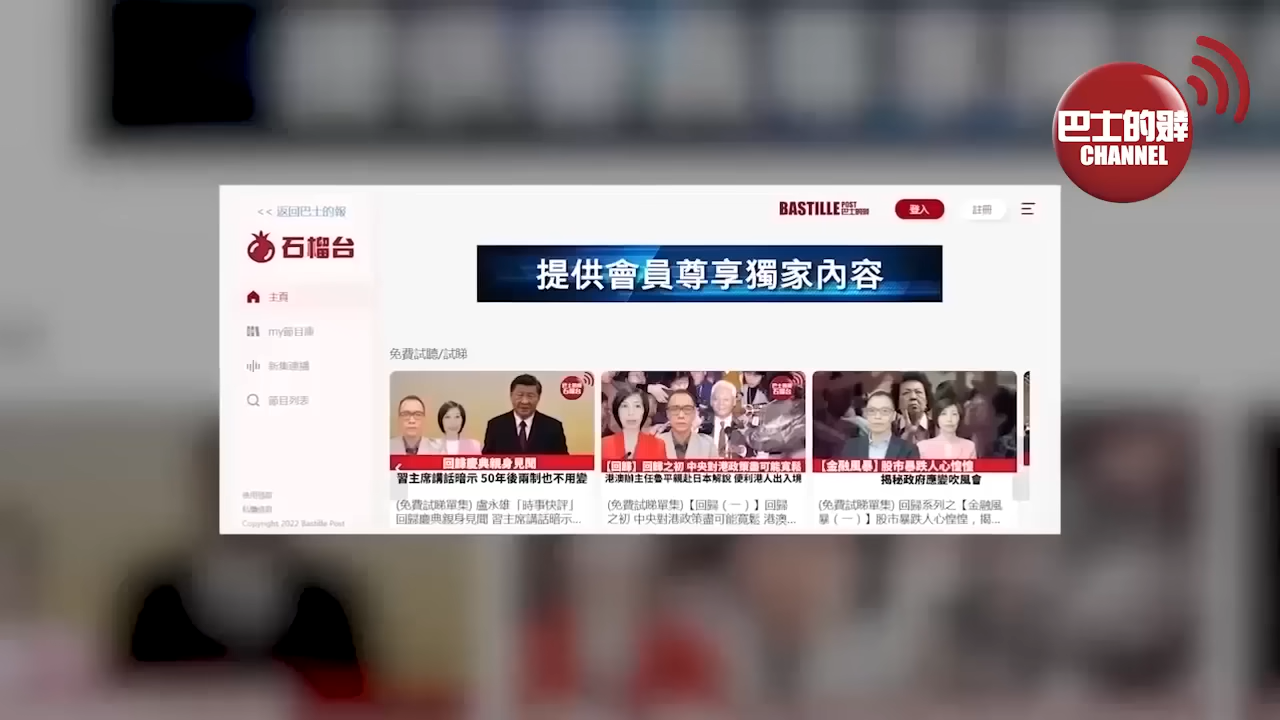 巴士的報
CHANNEL
<< 返回巴士的報
BASTILLE POST
巴士的報
登入
註冊
石榴台
提供會員尊享獨家內容
主頁
my節目庫
新集連播
節目列表
免費試聽/試睇
回歸慶典親身見聞
習主席講話暗示 50年後兩制也不用變
(免費試睇單集) 盧永雄「時事快評」
回歸慶典親身見聞 習主席講話暗示...
【回歸】回歸之初 中央對港政策盡可能寬鬆
港澳辦主任魯平親赴日本解說 便利港人出入境
(免費試睇單集)【回歸(一)】回歸
之初 中央對港政策盡可能寬鬆 港澳...
【金融風暴】股市暴跌人心惶惶
揭秘政府應變吹風會
(免費試睇單集) 回歸系列之【金融風
暴(一)】股市暴跌人心惶惶,揭...
Copyright 2022 Bastille Post